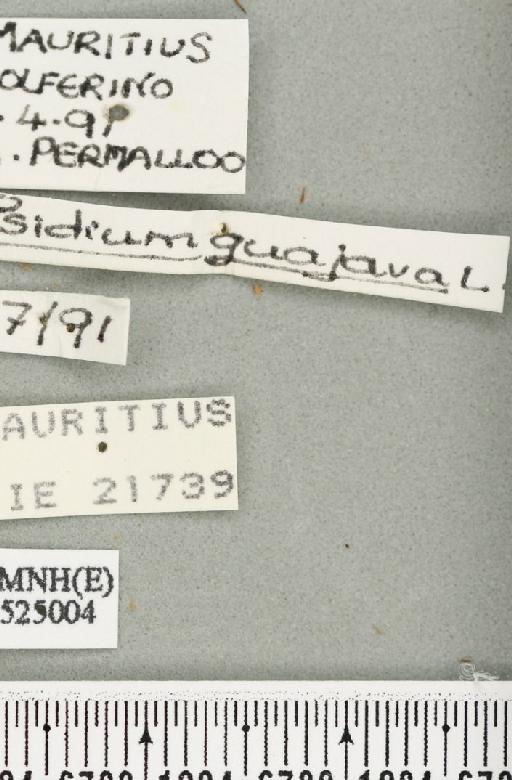 MAURITIUS
OLFERINO
. 4.91
. PERMALLOO
Psidium guajava L.
7/91
AURITIUS
IE 21739
MNH(E)
525004